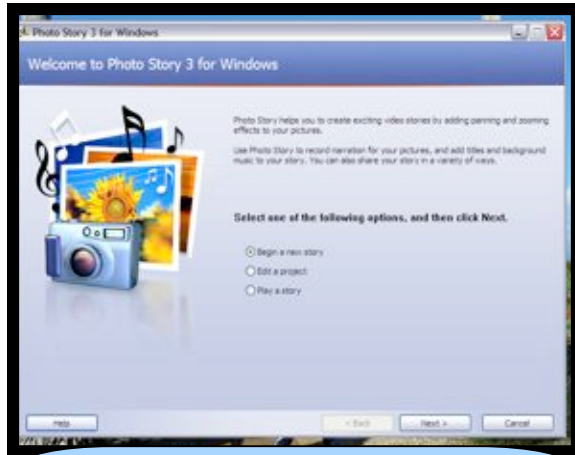 Photo Story 3 for Windows
Welcome to Photo Story 3 for Windows
Photo Story helps you to create exciting video stories by adding panning and zooming
effects to your pictures.
Use Photo Story to record narration for your pictures, and add titles and background
music to your story. You can also share your story in a variety of ways.
Select one of the following options, and then click Next.
Begin a new story
Edit a project
Play a story
Help
< Back
Next >
Cancel